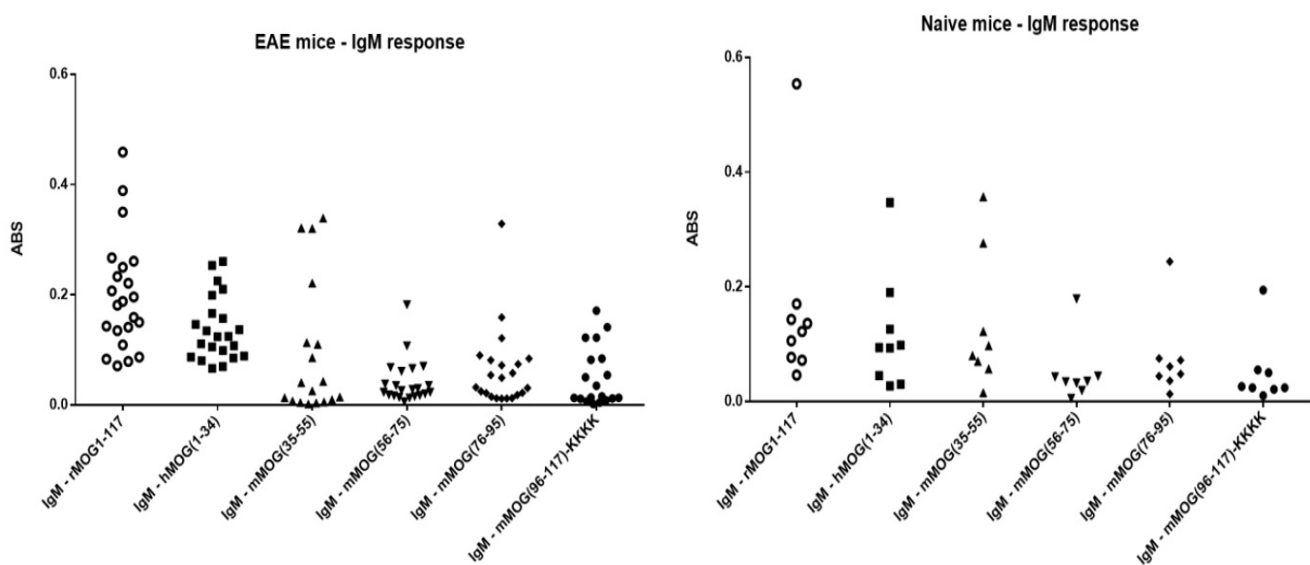 EAE mice - IgM response
ABS
0.6
0.4
0.2
0.0
IgM - rMOG1-117
IgM - hMOG(1-34)
IgM - mMOG(35-55)
IgM - mMOG(56-75)
IgM - mMOG(76-95)
IgM - mMOG(96-117)-KKKK
Naive mice - IgM response
ABS
0.6
0.4
0.2
0.0
IgM - rMOG1-117
IgM - hMOG(1-34)
IgM - mMOG(35-55)
IgM - mMOG(56-75)
IgM - mMOG(76-95)
IgM - mMOG(96-117)-KKKK